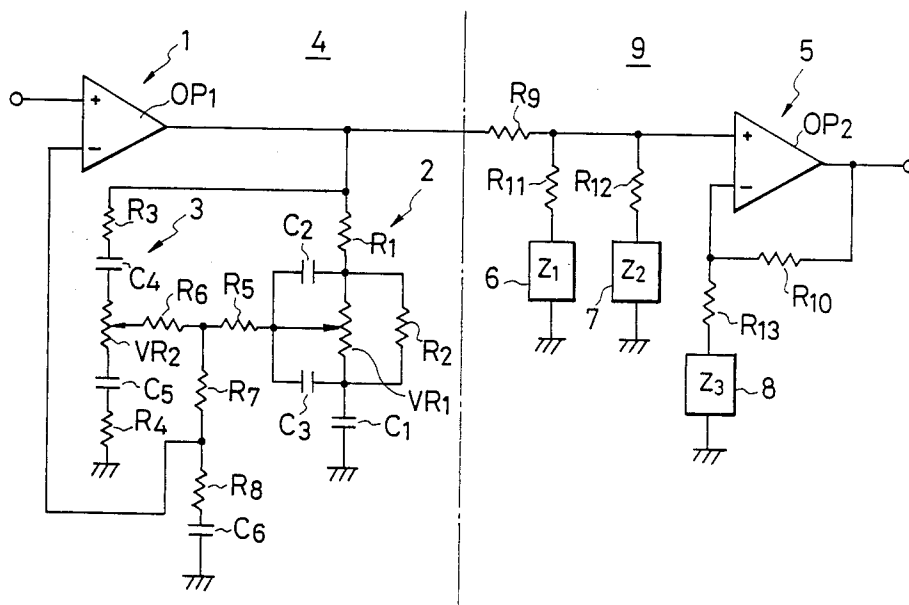 4
9
1
5
OP1
OP2
+
-
+
-
R9
R11
R12
2
R3
3
C2
R1
C4
R6
R5
6
Z1
7
Z2
R10
R13
VR2
R2
C5
R7
R4
C3
VR1
C1
Z3
8
R8
C6